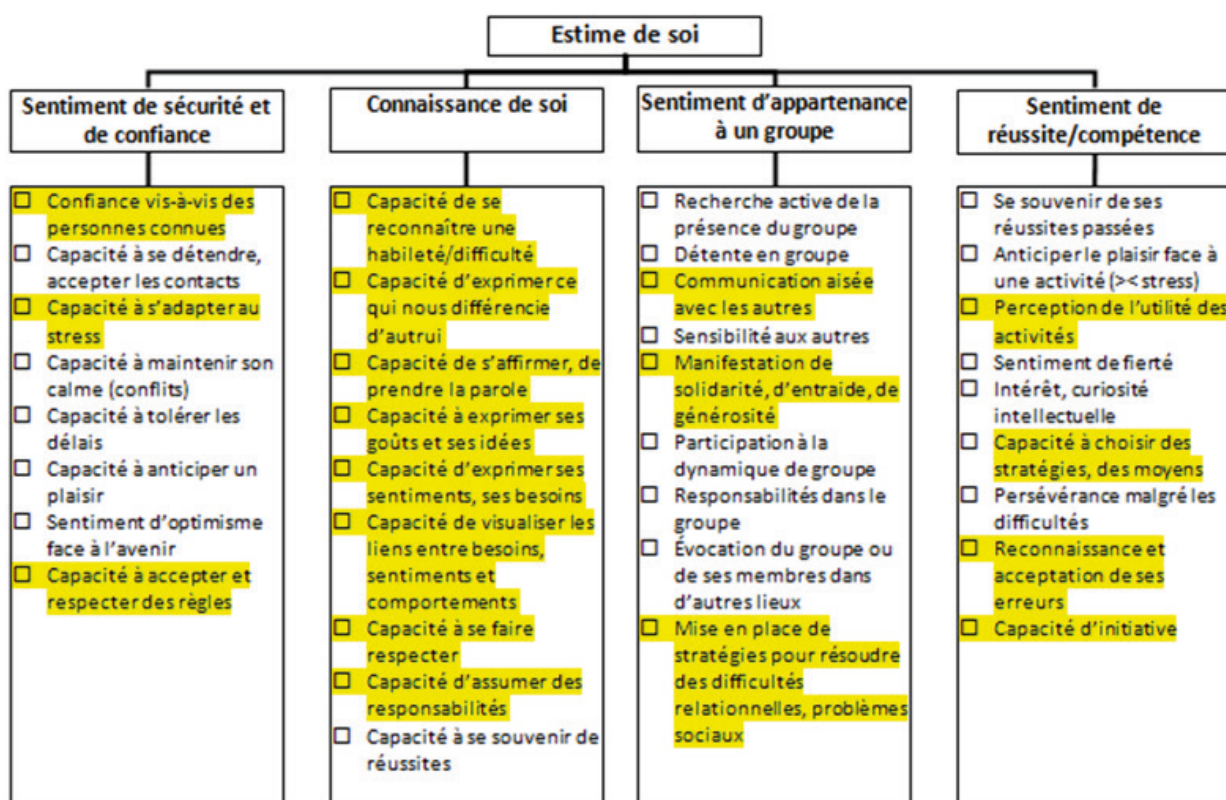 Estime de soi
Sentiment de sécurité et
de confiance
Connaissance de soi
Sentiment d'appartenance
à un groupe
Sentiment de
réussite/compétence
Confiance vis-à-vis des
personnes connues
Capacité à se détendre,
accepter les contacts
Capacité à s'adapter au
stress
Capacité à maintenir son
calme (conflits)
Capacité à tolérer les
délais
Capacité à anticiper un
plaisir
Sentiment d'optimisme
face à l'avenir
Capacité à accepter et
respecter des règles
Capacité de se
reconnaître une
habileté/difficulté
Capacité d'exprimer ce
qui nous différencie
d'autrui
Capacité de s'affirmer, de
prendre la parole
Capacité à exprimer ses
goûts et ses idées
Capacité d'exprimer ses
sentiments, ses besoins
Capacité de visualiser les
liens entre besoins,
sentiments et
comportements
Capacité à se faire
respecter
Capacité d'assumer des
responsabilités
Capacité à se souvenir de
réussites
Recherche active de la
présence du groupe
Détente en groupe
Communication aisée
avec les autres
Sensibilité aux autres
Manifestation de
solidarité, d'entraide, de
générosité
Participation à la
dynamique de groupe
Responsabilités dans le
groupe
Évocation du groupe ou
de ses membres dans
d'autres lieux
Mise en place de
stratégies pour résoudre
des difficultés
relationnelles, problèmes
sociaux
Se souvenir de ses
réussites passées
Anticiper le plaisir face à
une activité (>< stress)
Perception de l'utilité des
activités
Sentiment de fierté
Intérêt, curiosité
intellectuelle
Capacité à choisir des
stratégies, des moyens
Persévérance malgré les
difficultés
Reconnaissance et
acceptation de ses
erreurs
Capacité d'initiative